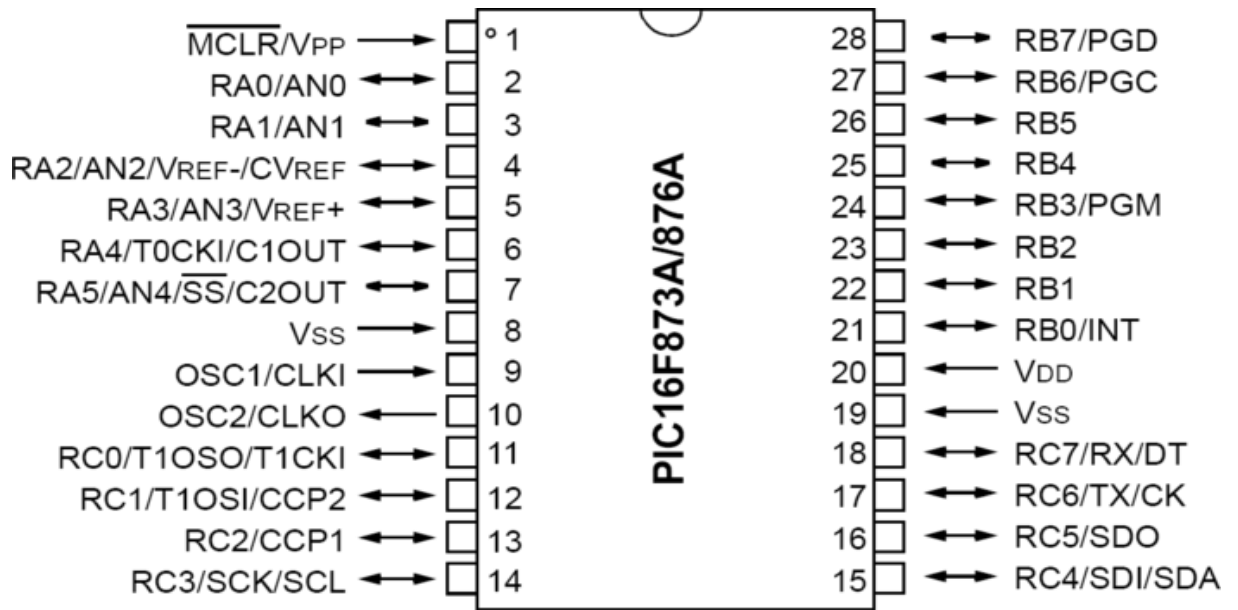 MCLR/VPP 1
RA0/AN0 2
RA1/AN1 3
RA2/AN2/VREF-/CVREF 4
RA3/AN3/VREF+ 5
RA4/T0CKI/C1OUT 6
RA5/AN4/SS/C2OUT 7
VSS 8
OSC1/CLKI 9
OSC2/CLKO 10
RC0/T1OSO/T1CKI 11
RC1/T1OSI/CCP2 12
RC2/CCP1 13
RC3/SCK/SCL 14
PIC16F873A/876A
28 RB7/PGD
27 RB6/PGC
26 RB5
25 RB4
24 RB3/PGM
23 RB2
22 RB1
21 RB0/INT
20 VDD
19 VSS
18 RC7/RX/DT
17 RC6/TX/CK
16 RC5/SDO
15 RC4/SDI/SDA